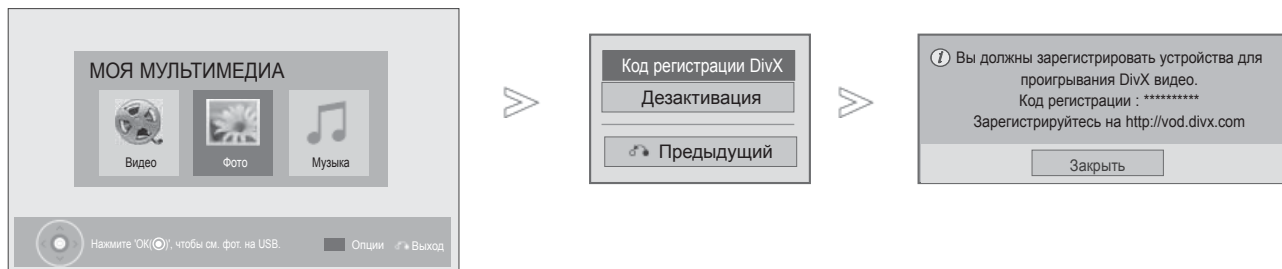 МОЯ МУЛЬТИМЕДИА
Видео
Фото
Музыка
Нажмите 'ОК(◉)', чтобы см. фот. на USB.
Опции
Выход
Код регистрации DivX
Дезактивация
Предыдущий
Вы должны зарегистрировать устройства для
проигрывания DivX видео.
Код регистрации : **********
Зарегистрируйтесь на http://vod.divx.com
Закрыть